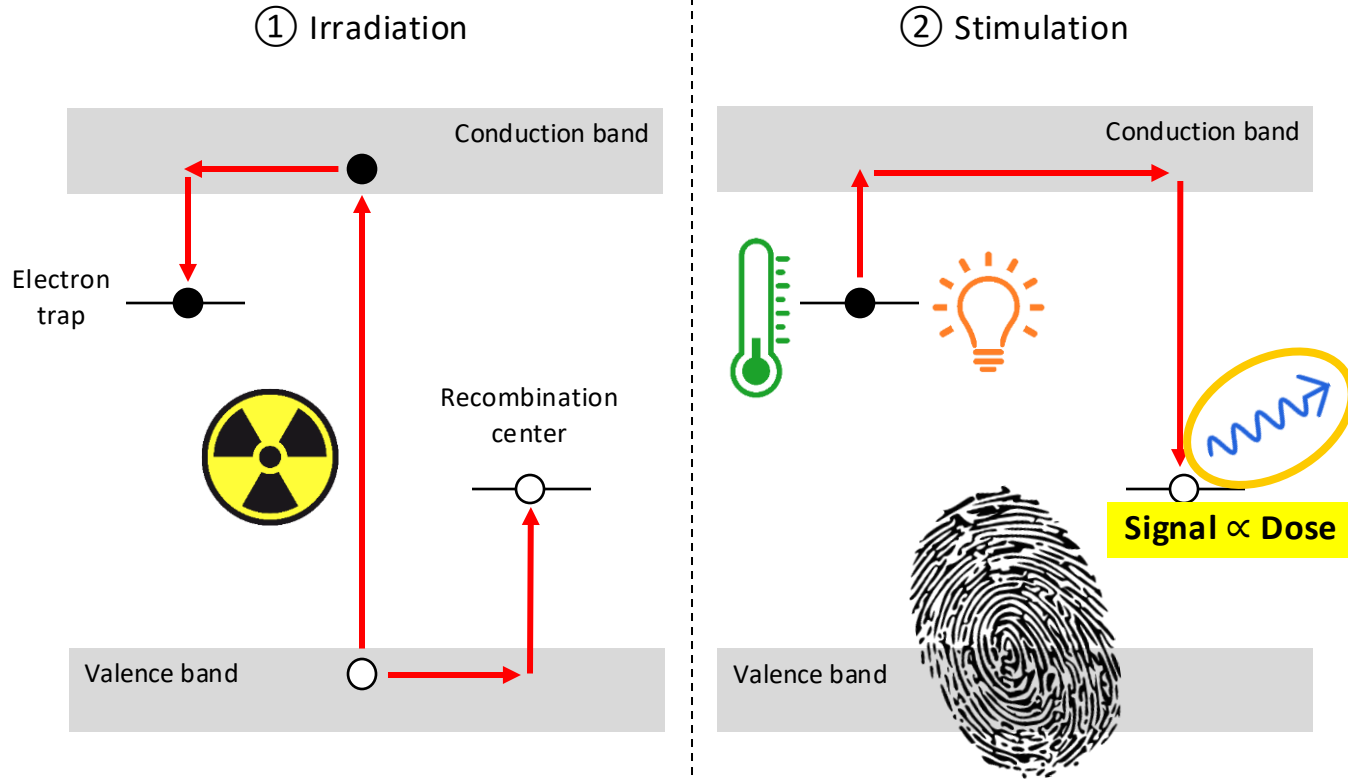 ① Irradiation
Conduction band
Electron
trap
Recombination
center
Valence band
② Stimulation
Conduction band
Signal ∝ Dose
Valence band